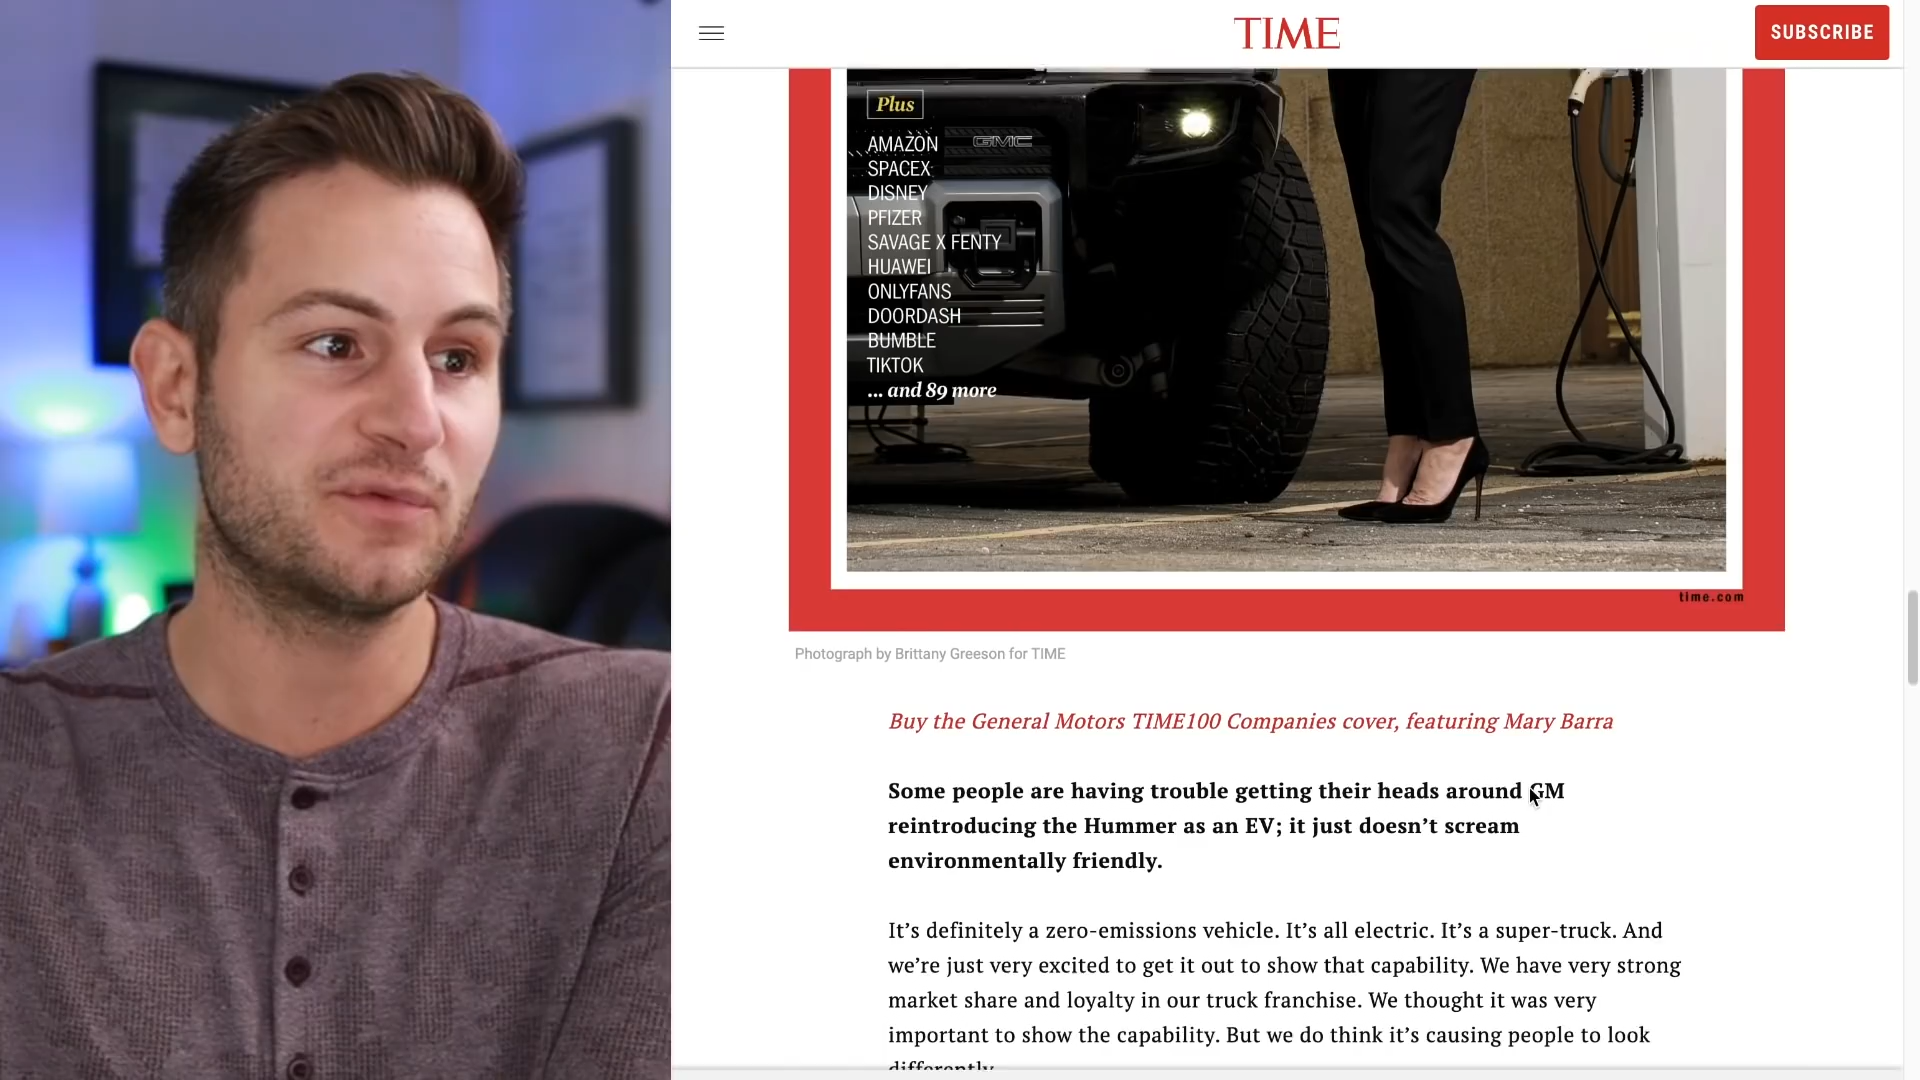 TIME
SUBSCRIBE
Plus
AMAZON
GMC
SPACEX
DISNEY
PFIZER
SAVAGE X FENTY
HUAWEI
ONLYFANS
DOORDASH
BUMBLE
TIKTOK
... and 89 more
time.com
Photograph by Brittany Greeson for TIME
Buy the General Motors TIME100 Companies cover, featuring Mary Barra
Some people are having trouble getting their heads around GM
reintroducing the Hummer as an EV; it just doesn’t scream
environmentally friendly.
It’s definitely a zero-emissions vehicle. It’s all electric. It’s a super-truck. And
we’re just very excited to get it out to show that capability. We have very strong
market share and loyalty in our truck franchise. We thought it was very
important to show the capability. But we do think it’s causing people to look
differently